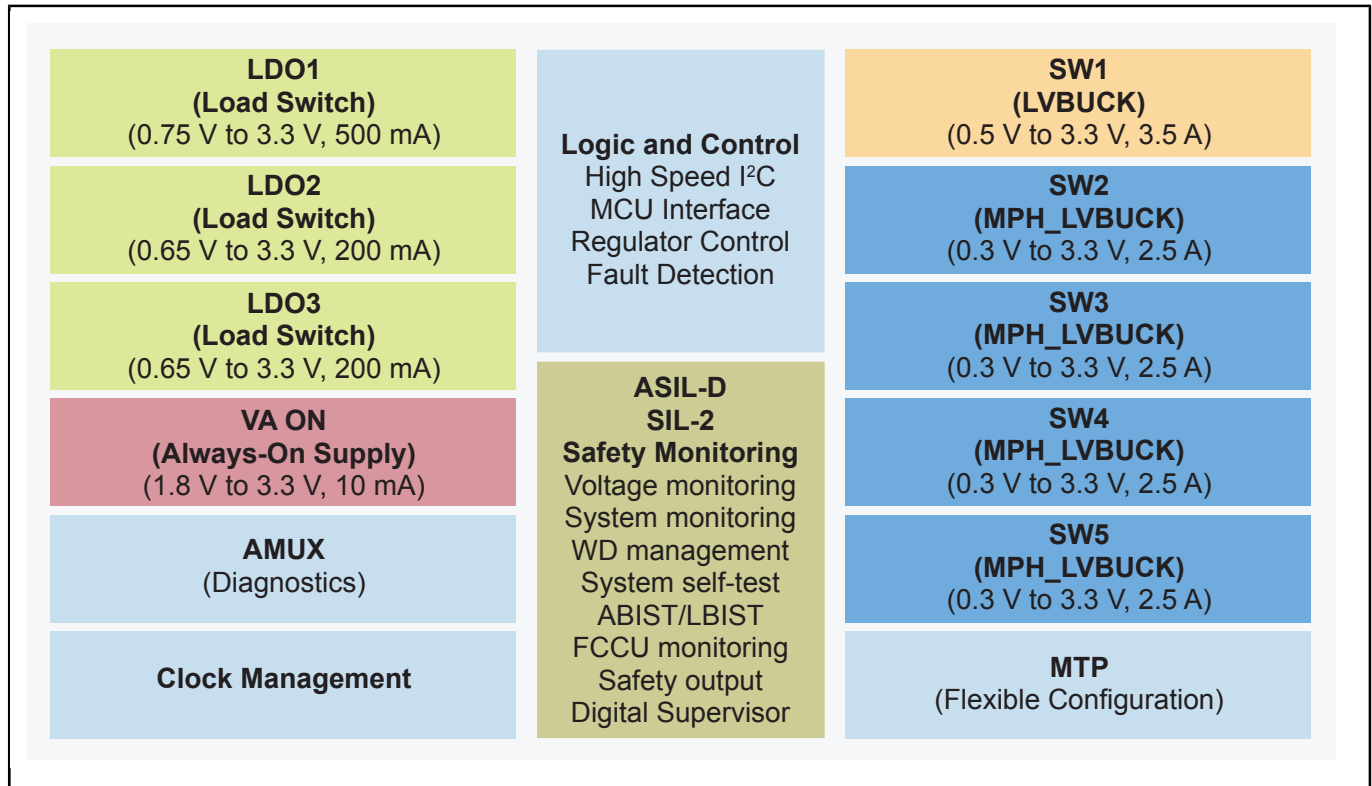 LDO1
(Load Switch)
(0.75 V to 3.3 V, 500 mA)
LDO2
(Load Switch)
(0.65 V to 3.3 V, 200 mA)
LDO3
(Load Switch)
(0.65 V to 3.3 V, 200 mA)
VA ON
(Always-On Supply)
(1.8 V to 3.3 V, 10 mA)
AMUX
(Diagnostics)
Clock Management
Logic and Control
High Speed I²C
MCU Interface
Regulator Control
Fault Detection
ASIL-D
SIL-2
Safety Monitoring
Voltage monitoring
System monitoring
WD management
System self-test
ABIST/LBIST
FCCU monitoring
Safety output
Digital Supervisor
SW1
(LVBUCK)
(0.5 V to 3.3 V, 3.5 A)
SW2
(MPH_LVBUCK)
(0.3 V to 3.3 V, 2.5 A)
SW3
(MPH_LVBUCK)
(0.3 V to 3.3 V, 2.5 A)
SW4
(MPH_LVBUCK)
(0.3 V to 3.3 V, 2.5 A)
SW5
(MPH_LVBUCK)
(0.3 V to 3.3 V, 2.5 A)
MTP
(Flexible Configuration)